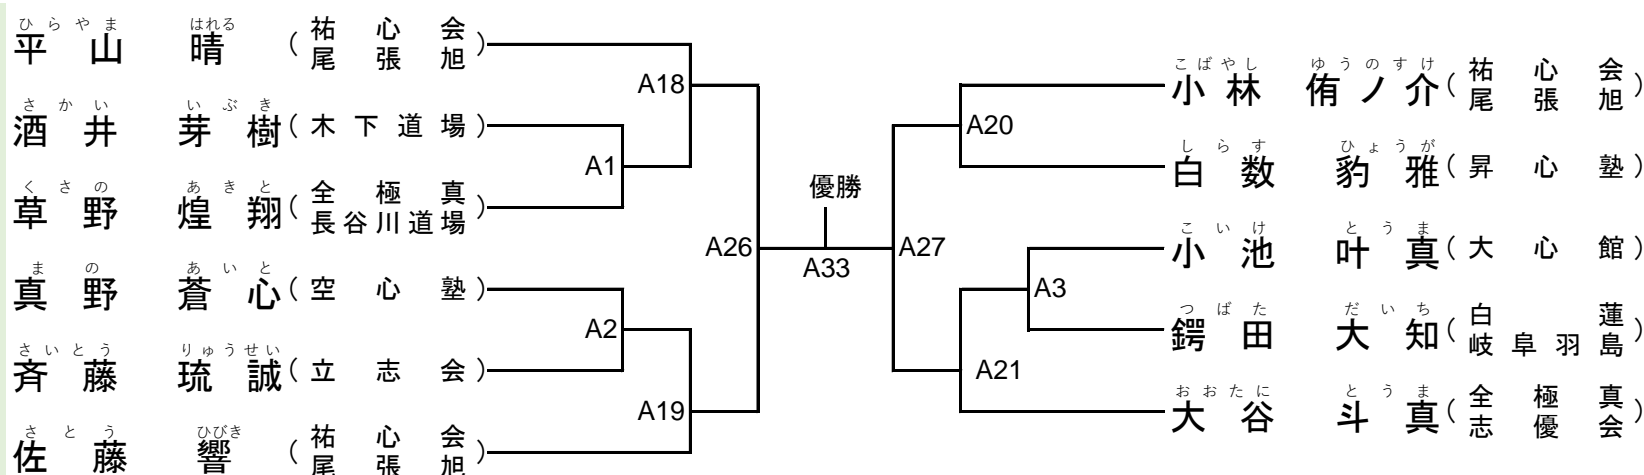 ひらやま はれる
平山 晴 (祐心会 尾張旭)
A18
さかい いぶき
酒井 芽樹 (木下道場)
A1
くさの あきと
草野 煌翔 (全極真 長谷川道場)
A26
まの あいと
真野 蒼心 (空心塾)
A2
さいとう りゅうせい
斉藤 琉誠 (立志会)
A19
さとう ひびき
佐藤 響 (祐心会 尾張旭)
優勝
A33
こばやし ゆうのすけ
小林 侑ノ介 (祐心会 尾張旭)
A20
しらす ひょうが
白数 豹雅 (昇心塾)
A27
こいけ とうま
小池 叶真 (大心館)
A3
つばた だいち
鍔田 大知 (白蓮 岐阜羽島)
A21
おおたに とうま
大谷 斗真 (全極真 志優会)